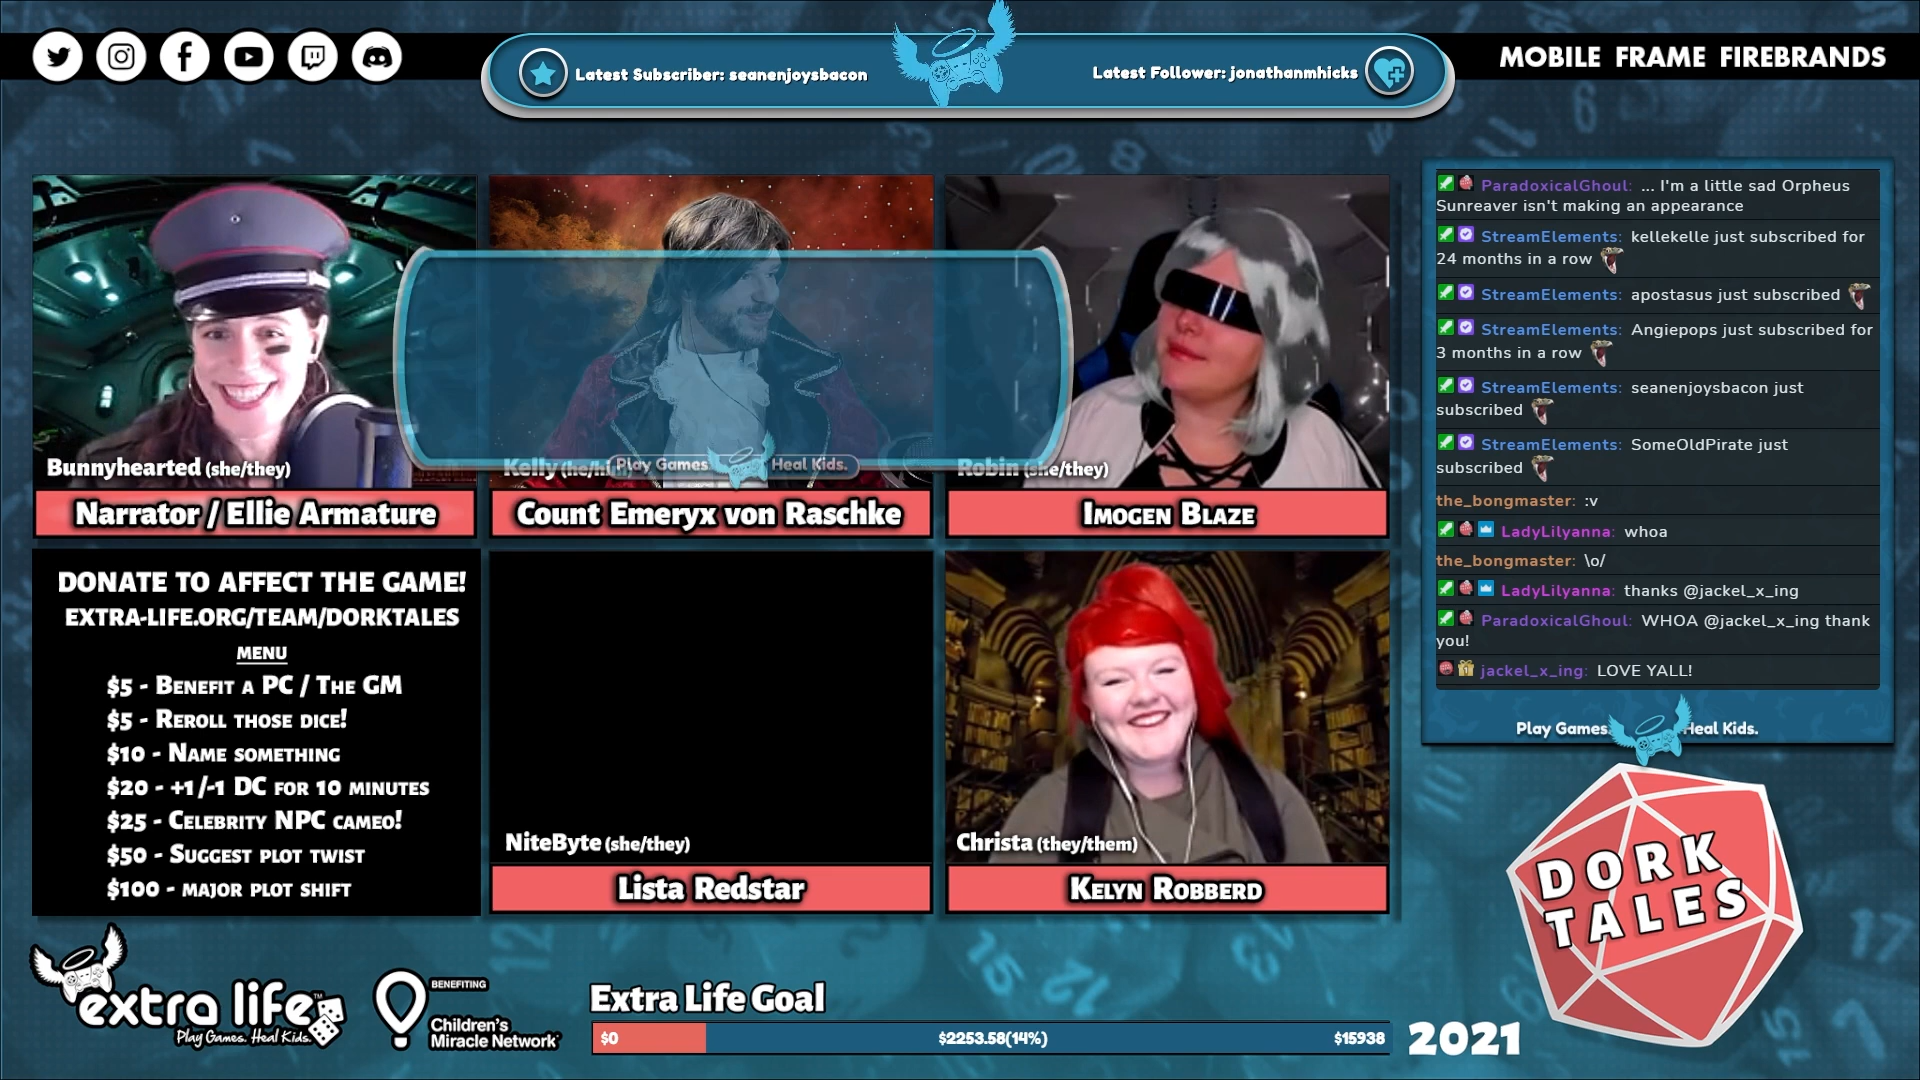 Latest Subscriber: seanenjoysbacon
Latest Follower: jonathanmhicks
MOBILE FRAME FIREBRANDS
Bunnyhearted (she/they)
Narrator / Ellie Armature
Kelly
Play Games
Heal Kids.
Count Emeryx von Raschke
Robin (she/they)
Imogen Blaze
DONATE TO AFFECT THE GAME!
EXTRA-LIFE.ORG/TEAM/DORKTALES
MENU
$5 - Benefit a PC / The GM
$5 - Reroll those dice!
$10 - Name something
$20 - +1/-1 DC for 10 minutes
$25 - Celebrity NPC cameo!
$50 - Suggest plot twist
$100 - major plot shift
NiteByte (she/they)
Lista Redstar
Christa (they/them)
Kelyn Robberd
ParadoxicalGhoul: ... I'm a little sad Orpheus
Sunreaver isn't making an appearance
StreamElements: kellekelle just subscribed for
24 months in a row
StreamElements: apostasus just subscribed
StreamElements: Angiepops just subscribed for
3 months in a row
StreamElements: seanenjoysbacon just
subscribed
StreamElements: SomeOldPirate just
subscribed
the_bongmaster: :v
LadyLilyanna: whoa
the_bongmaster: \o/
LadyLilyanna: thanks @jackel_x_ing
ParadoxicalGhoul: WHOA @jackel_x_ing thank
you!
jackel_x_ing: LOVE YALL!
Play Games
Heal Kids.
DORK
TALES
extra life™
Play Games. Heal Kids.
BENEFITING
Children's
Miracle Network
Extra Life Goal
$0 $2253.58(14%) $15938
2021